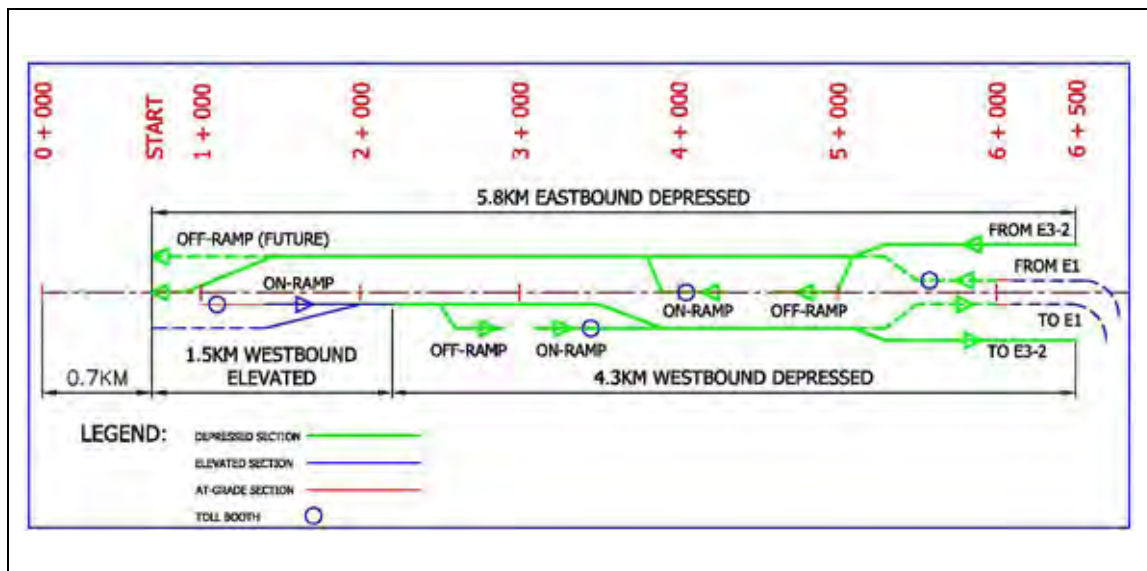 0 + 000
START
1 + 000
2 + 000
3 + 000
4 + 000
5 + 000
6 + 000
6 + 500
5.8KM EASTBOUND DEPRESSED
OFF-RAMP (FUTURE)
FROM E3-2
ON-RAMP
FROM E1
ON-RAMP
OFF-RAMP
TO E1
OFF-RAMP
ON-RAMP
TO E3-2
1.5KM WESTBOUND
ELEVATED
0.7KM
4.3KM WESTBOUND DEPRESSED
LEGEND:
DEPRESSED SECTION
ELEVATED SECTION
AT-GRADE SECTION
TOLL BOOTH